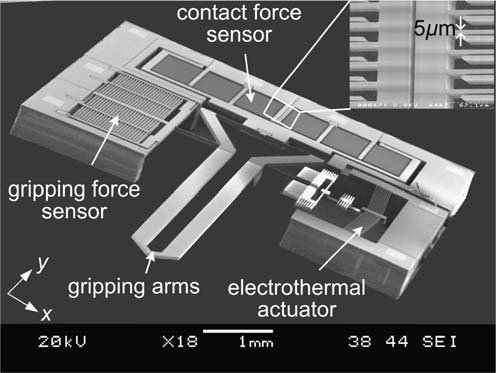 contact force
sensor
5μm
gripping force
sensor
gripping arms
electrothermal
actuator
y
x
20kV X18 1mm 38 44 SEI